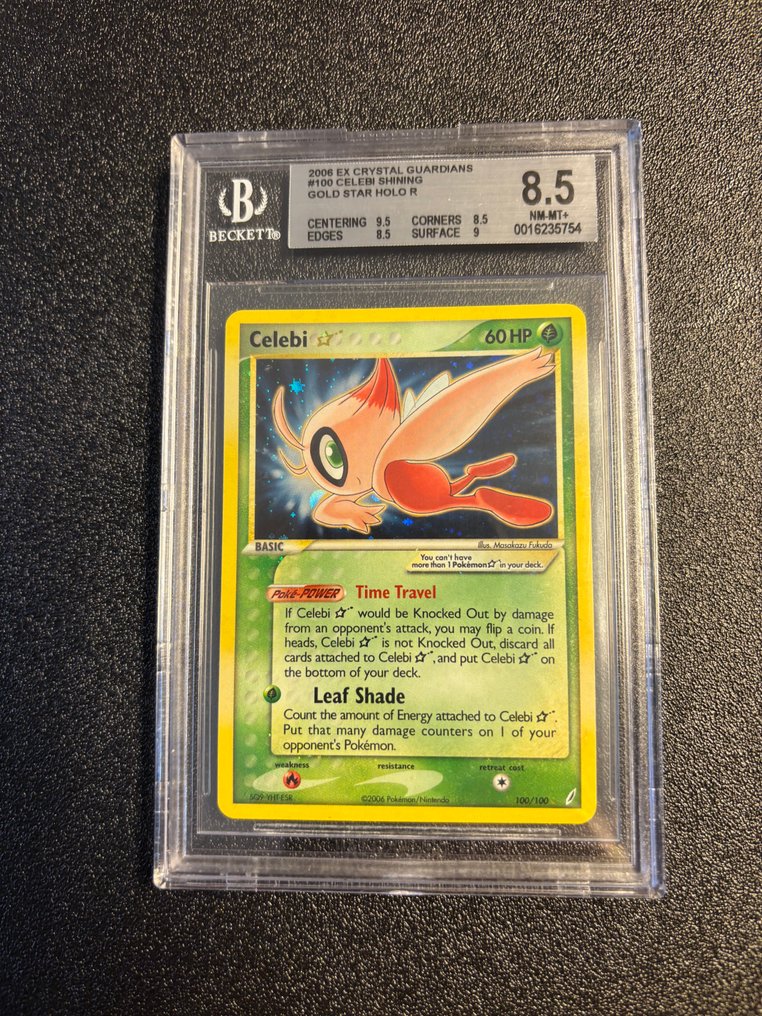 2006 EX CRYSTAL GUARDIANS
#100 CELEBI SHINING
GOLD STAR HOLO R
CENTERING 9.5 CORNERS 8.5
EDGES 8.5 SURFACE 9
8.5
NM-MT+
0016235754
B
BECKETT®
Celebi ☆ 60 HP
BASIC
Illus. Masakazu Fukuda
You can't have
more than 1 Pokémon☆ in your deck.
Poké-POWER Time Travel
If Celebi ☆ would be Knocked Out by damage
from an opponent's attack, you may flip a coin. If
heads, Celebi ☆ is not Knocked Out, discard all
cards attached to Celebi ☆, and put Celebi ☆ on
the bottom of your deck.
Leaf Shade
Count the amount of Energy attached to Celebi ☆.
Put that many damage counters on 1 of your
opponent's Pokémon.
weakness resistance retreat cost
©2006 Pokémon/Nintendo 100/100